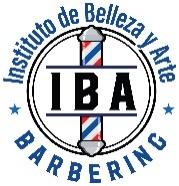 Instituto de Belleza y Arte
IBA
BARBERING